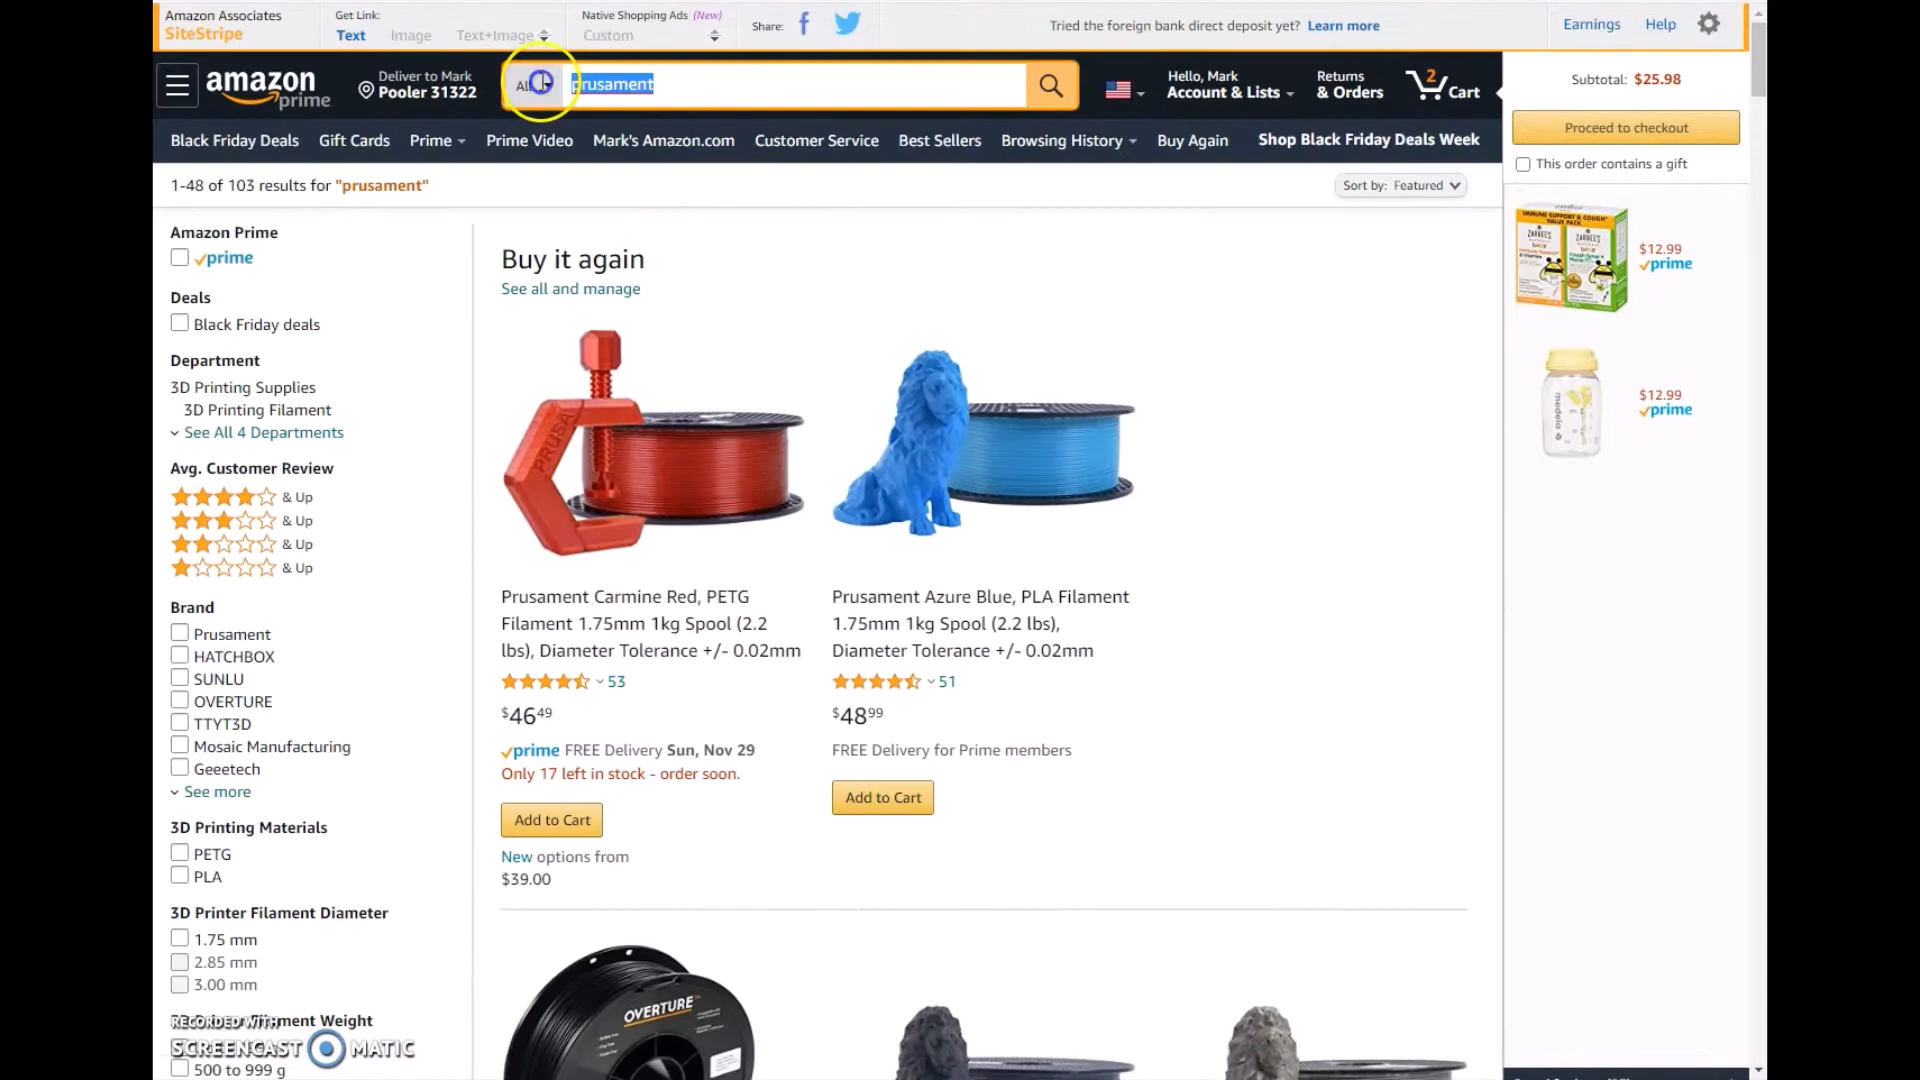 Amazon Associates
SiteStripe
Get Link:
Text Image Text+Image
Native Shopping Ads (New)
Custom
Share:
Tried the foreign bank direct deposit yet? Learn more
Earnings Help
amazon
prime
Deliver to Mark
Pooler 31322
prusament
Hello, Mark
Account & Lists
Returns
& Orders
2
Cart
Black Friday Deals Gift Cards Prime Prime Video Mark's Amazon.com Customer Service Best Sellers Browsing History Buy Again Shop Black Friday Deals Week
1-48 of 103 results for "prusament"
Sort by: Featured
Amazon Prime
prime
Deals
Black Friday deals
Department
3D Printing Supplies
3D Printing Filament
See All 4 Departments
Avg. Customer Review
& Up
& Up
& Up
& Up
Brand
Prusament
HATCHBOX
SUNLU
OVERTURE
TTYT3D
Mosaic Manufacturing
Geeetech
See more
3D Printing Materials
PETG
PLA
3D Printer Filament Diameter
1.75 mm
2.85 mm
3.00 mm
Weight
500 to 999 g
RECORDED WITH
SCREENCAST MATIC
Buy it again
See all and manage
PRUSA
Prusament Carmine Red, PETG
Filament 1.75mm 1kg Spool (2.2
lbs), Diameter Tolerance +/- 0.02mm
53
$46 49
prime FREE Delivery Sun, Nov 29
Only 17 left in stock - order soon.
Add to Cart
New options from
$39.00
Prusament Azure Blue, PLA Filament
1.75mm 1kg Spool (2.2 lbs),
Diameter Tolerance +/- 0.02mm
51
$48 99
FREE Delivery for Prime members
Add to Cart
OVERTURE
Subtotal: $25.98
Proceed to checkout
This order contains a gift
IMMUNE SUPPORT & COUGH
VALUE PACK
ZARBEE'S ZARBEE'S
$12.99
prime
medela
$12.99
prime